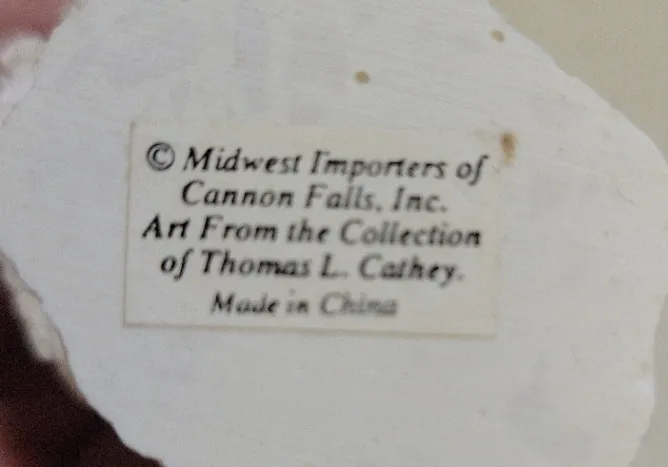 © Midwest Importers of
Cannon Falls, Inc.
Art From the Collection
of Thomas L. Cathey.
Made in China